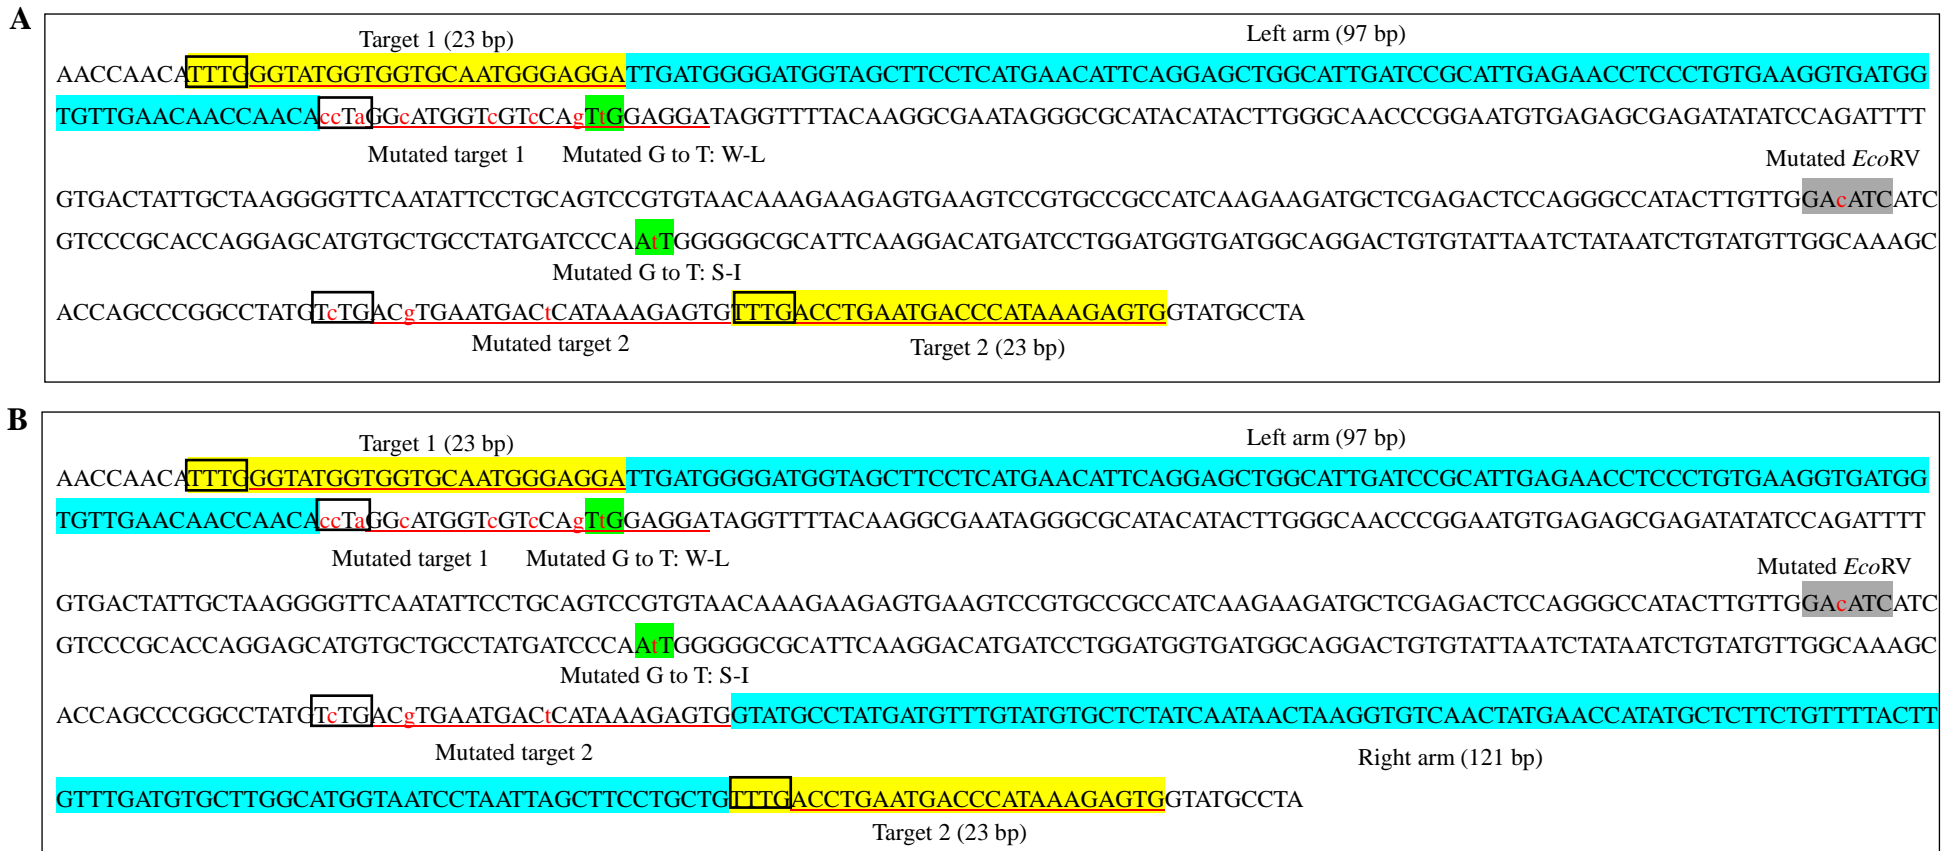 A
Target 1 (23 bp) Left arm (97 bp)
AACCAACATTTGGGTATGGTGGTGCAATGGGAGGATTGATGGGGATGGTAGCTTCCTCATGAACATTCAGGAGCTGGCATTGATCCGCATTGAGAACCTCCCTGTGAAGGTGATGG
TGTTGAACAACCAACAccTaGGcATGGTcGTcCAgTtGGAGGATAGGTTTTACAAGGCGAATAGGGCGCATACATACTTGGGCAACCCGGAATGTGAGAGCGAGATATATCCAGATTTT
Mutated target 1 Mutated G to T: W-L Mutated EcoRV
GTGACTATTGCTAAGGGGTTCAATATTCCTGCAGTCCGTGTAACAAAGAAGAGTGAAGTCCGTGCCGCCATCAAGAAGATGCTCGAGACTCCAGGGCCATACTTGTTGGAcATCATC
GTCCCGCACCAGGAGCATGTGCTGCCTATGATCCCAAtTGGGGGCGCATTCAAGGACATGATCCTGGATGGTGATGGCAGGACTGTGTATTAATCTATAATCTGTATGTTGGCAAAGC
Mutated G to T: S-I
ACCAGCCCGGCCTATGTcTGACgTGAATGACtCATAAAGAGTGTTTGACCTGAATGACCCATAAAGAGTGGTATGCCTA
Mutated target 2 Target 2 (23 bp)
B
Target 1 (23 bp) Left arm (97 bp)
AACCAACATTTGGGTATGGTGGTGCAATGGGAGGATTGATGGGGATGGTAGCTTCCTCATGAACATTCAGGAGCTGGCATTGATCCGCATTGAGAACCTCCCTGTGAAGGTGATGG
TGTTGAACAACCAACAccTaGGcATGGTcGTcCAgTtGGAGGATAGGTTTTACAAGGCGAATAGGGCGCATACATACTTGGGCAACCCGGAATGTGAGAGCGAGATATATCCAGATTTT
Mutated target 1 Mutated G to T: W-L Mutated EcoRV
GTGACTATTGCTAAGGGGTTCAATATTCCTGCAGTCCGTGTAACAAAGAAGAGTGAAGTCCGTGCCGCCATCAAGAAGATGCTCGAGACTCCAGGGCCATACTTGTTGGAcATCATC
GTCCCGCACCAGGAGCATGTGCTGCCTATGATCCCAAtTGGGGGCGCATTCAAGGACATGATCCTGGATGGTGATGGCAGGACTGTGTATTAATCTATAATCTGTATGTTGGCAAAGC
Mutated G to T: S-I
ACCAGCCCGGCCTATGTcTGACgTGAATGACtCATAAAGAGTGGTATGCCTATGATGTTTGTATGTGCTCTATCAATAACTAAGGTGTCAACTATGAACCATATGCTCTTCTGTTTTACTT
Mutated target 2 Right arm (121 bp)
GTTTGATGTGCTTGGCATGGTAATCCTAATTAGCTTCCTGCTGTTTGACCTGAATGACCCATAAAGAGTGGTATGCCTA
Target 2 (23 bp)